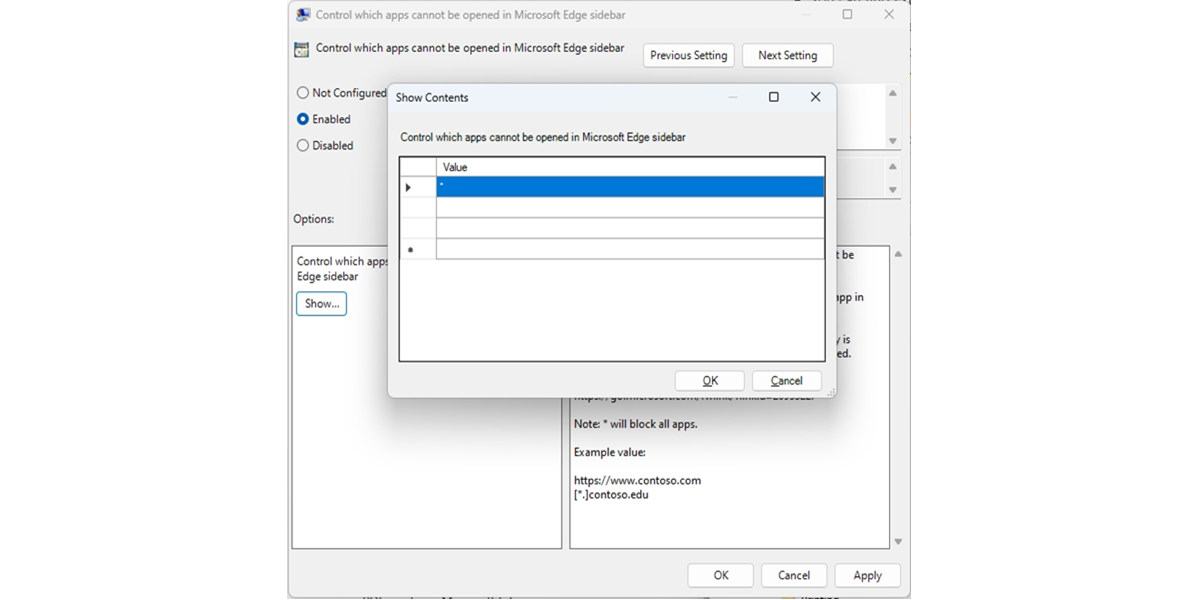 Control which apps cannot be opened in Microsoft Edge sidebar
Control which apps cannot be opened in Microsoft Edge sidebar
Previous Setting
Next Setting
Not Configured
Enabled
Disabled
Options:
Control which apps
Edge sidebar
Show...
Show Contents
Control which apps cannot be opened in Microsoft Edge sidebar
Value
*
*
OK
Cancel
be
app in
is
Note: * will block all apps.
Example value:
https://www.contoso.com
[*.]contoso.edu
OK
Cancel
Apply